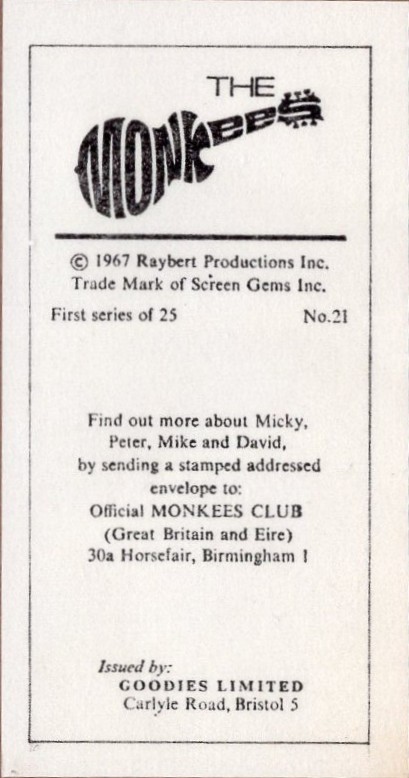 THE
MONKEES
© 1967 Raybert Productions Inc.
Trade Mark of Screen Gems Inc.
First series of 25 No.21
Find out more about Micky,
Peter, Mike and David,
by sending a stamped addressed
envelope to:
Official MONKEES CLUB
(Great Britain and Eire)
30a Horsefair, Birmingham 1
Issued by:
GOODIES LIMITED
Carlyle Road, Bristol 5